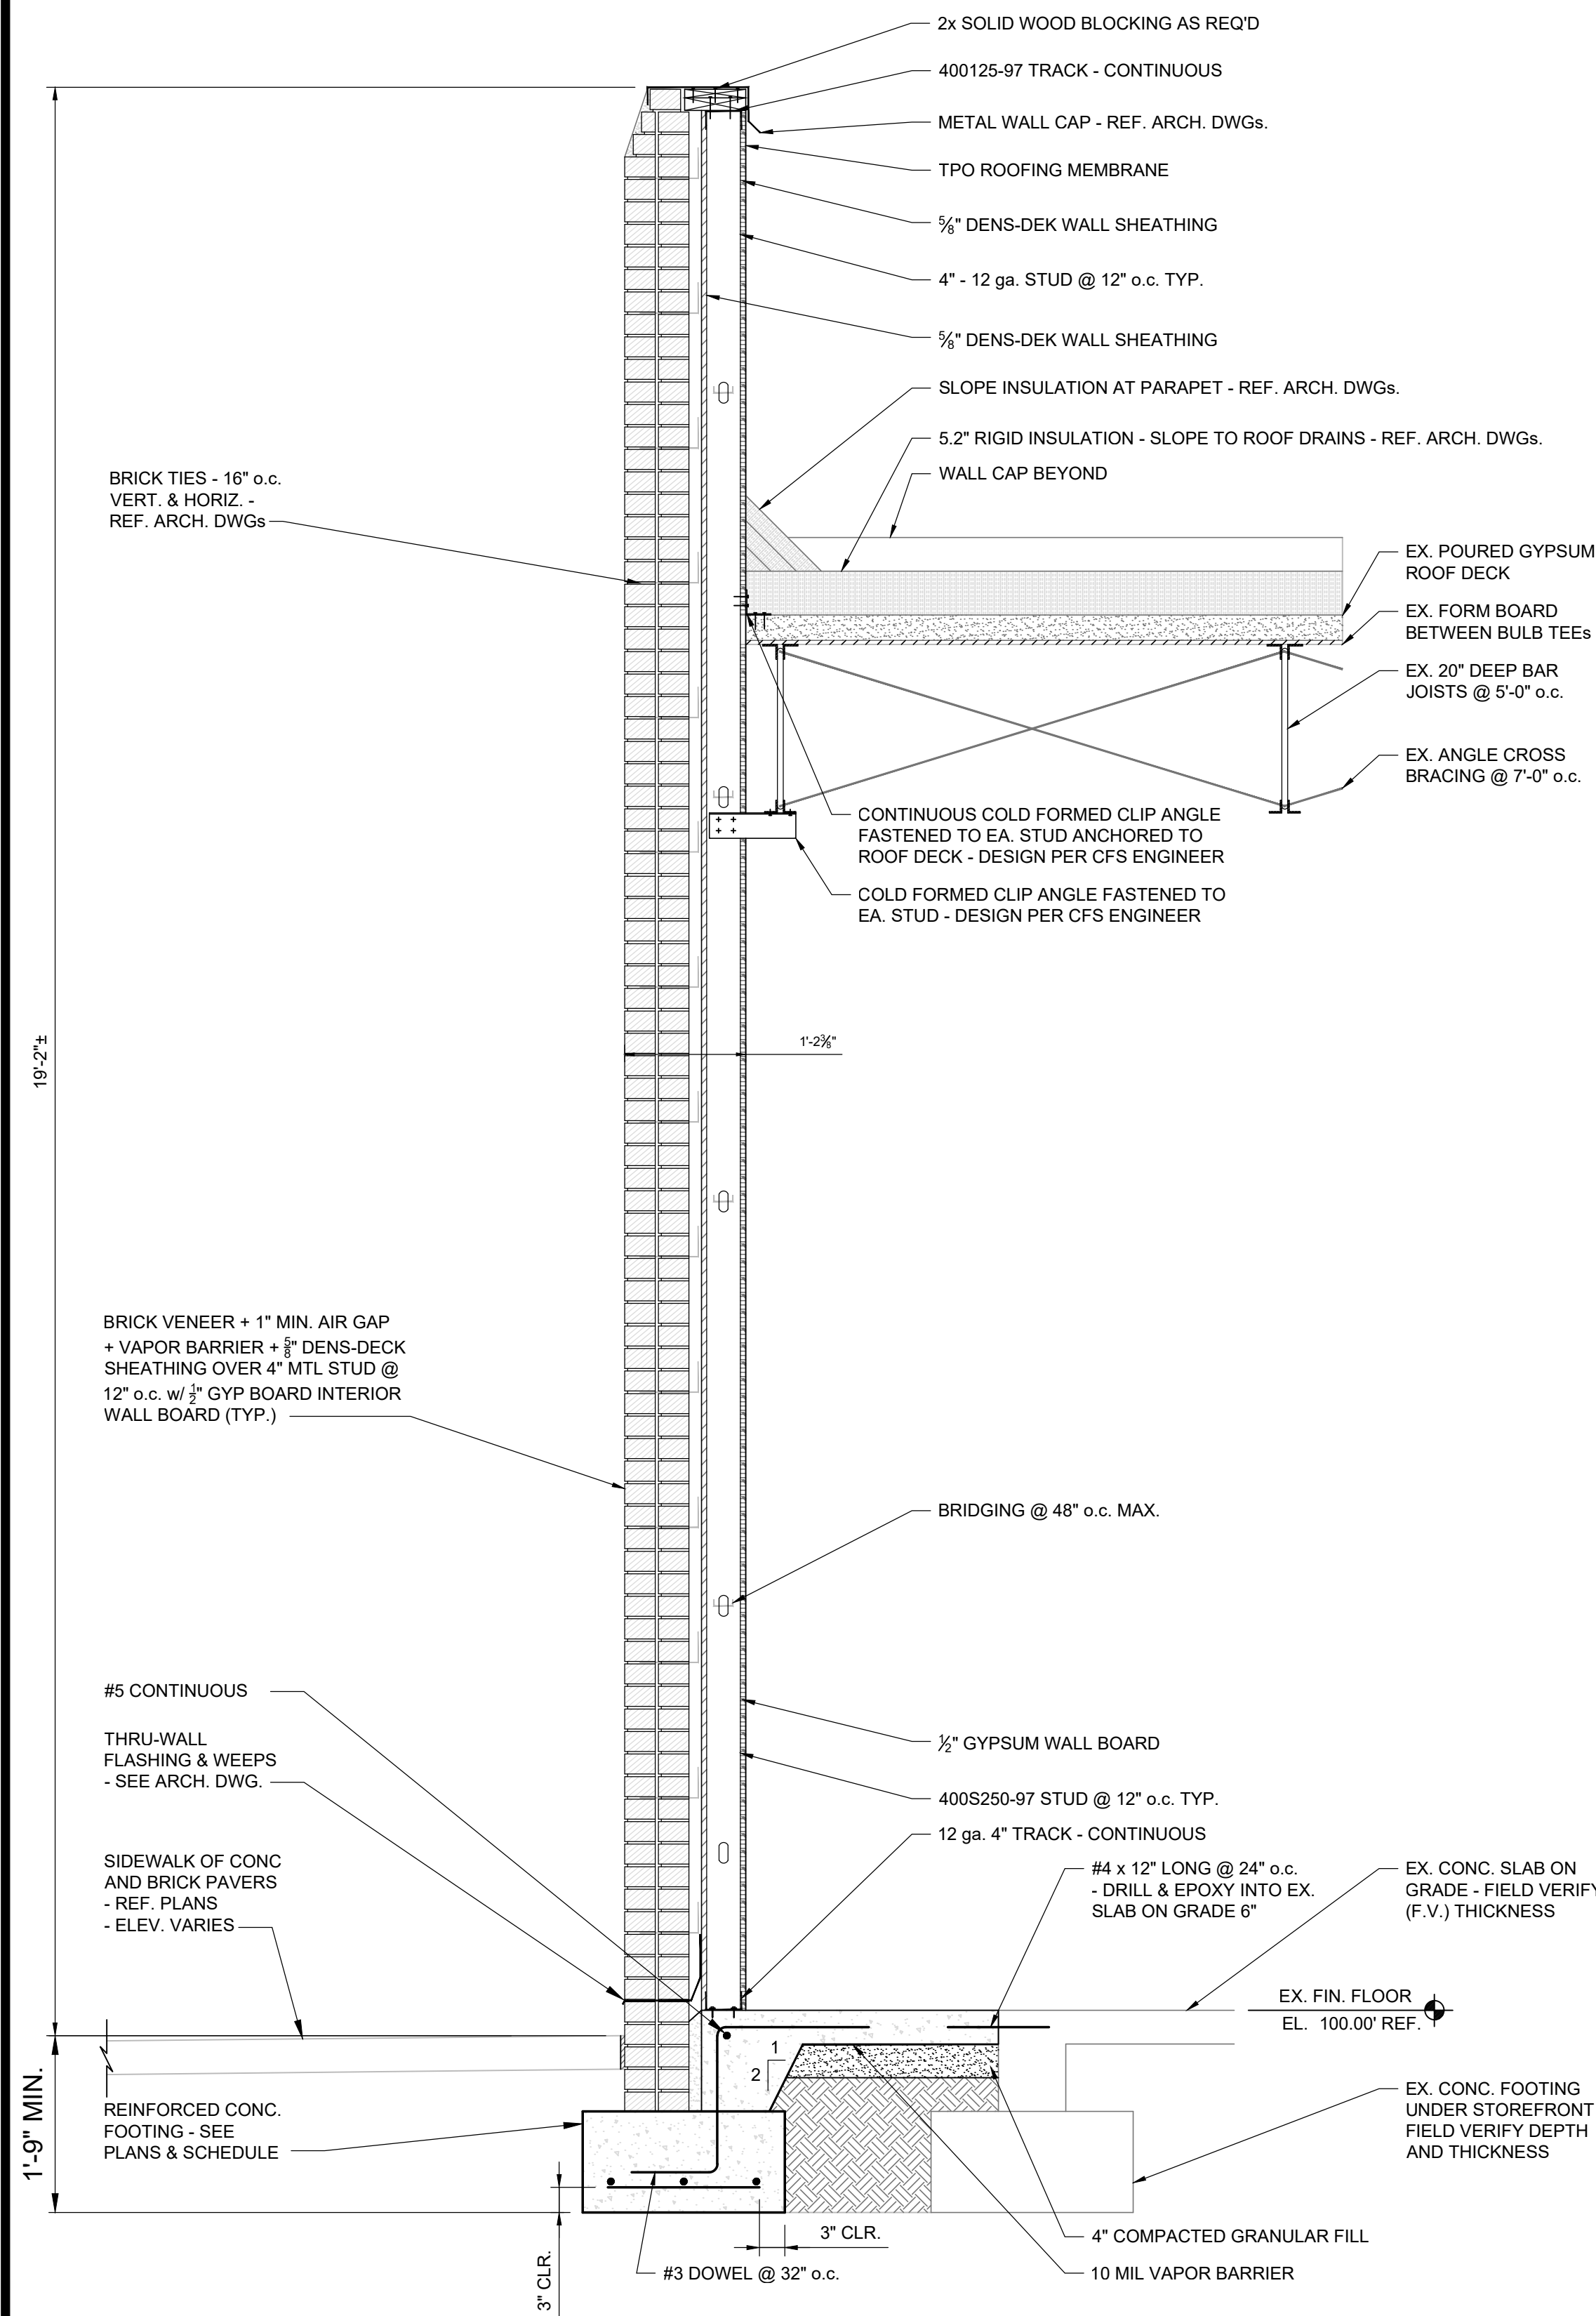 2x SOLID WOOD BLOCKING AS REQ'D
400125-97 TRACK - CONTINUOUS
METAL WALL CAP - REF. ARCH. DWGs.
TPO ROOFING MEMBRANE
⅝" DENS-DEK WALL SHEATHING
4" - 12 ga. STUD @ 12" o.c. TYP.
⅝" DENS-DEK WALL SHEATHING
SLOPE INSULATION AT PARAPET - REF. ARCH. DWGs.
5.2" RIGID INSULATION - SLOPE TO ROOF DRAINS - REF. ARCH. DWGs.
WALL CAP BEYOND
BRICK TIES - 16" o.c.
VERT. & HORIZ. -
REF. ARCH. DWGs
EX. POURED GYPSUM
ROOF DECK
EX. FORM BOARD
BETWEEN BULB TEEs
EX. 20" DEEP BAR
JOISTS @ 5'-0" o.c.
EX. ANGLE CROSS
BRACING @ 7'-0" o.c.
CONTINUOUS COLD FORMED CLIP ANGLE
FASTENED TO EA. STUD ANCHORED TO
ROOF DECK - DESIGN PER CFS ENGINEER
COLD FORMED CLIP ANGLE FASTENED TO
EA. STUD - DESIGN PER CFS ENGINEER
19'-2"±
1'-2⅜"
BRICK VENEER + 1" MIN. AIR GAP
+ VAPOR BARRIER + ⅝" DENS-DECK
SHEATHING OVER 4" MTL STUD @
12" o.c. w/ ½" GYP BOARD INTERIOR
WALL BOARD (TYP.)
BRIDGING @ 48" o.c. MAX.
#5 CONTINUOUS
THRU-WALL
FLASHING & WEEPS
- SEE ARCH. DWG.
½" GYPSUM WALL BOARD
400S250-97 STUD @ 12" o.c. TYP.
12 ga. 4" TRACK - CONTINUOUS
SIDEWALK OF CONC
AND BRICK PAVERS
- REF. PLANS
- ELEV. VARIES
#4 x 12" LONG @ 24" o.c.
- DRILL & EPOXY INTO EX.
SLAB ON GRADE 6"
EX. CONC. SLAB ON
GRADE - FIELD VERIFY
(F.V.) THICKNESS
EX. FIN. FLOOR
EL. 100.00' REF.
1
2
1'-9" MIN.
REINFORCED CONC.
FOOTING - SEE
PLANS & SCHEDULE
EX. CONC. FOOTING
UNDER STOREFRONT
FIELD VERIFY DEPTH
AND THICKNESS
3" CLR.
3" CLR.
4" COMPACTED GRANULAR FILL
#3 DOWEL @ 32" o.c.
10 MIL VAPOR BARRIER